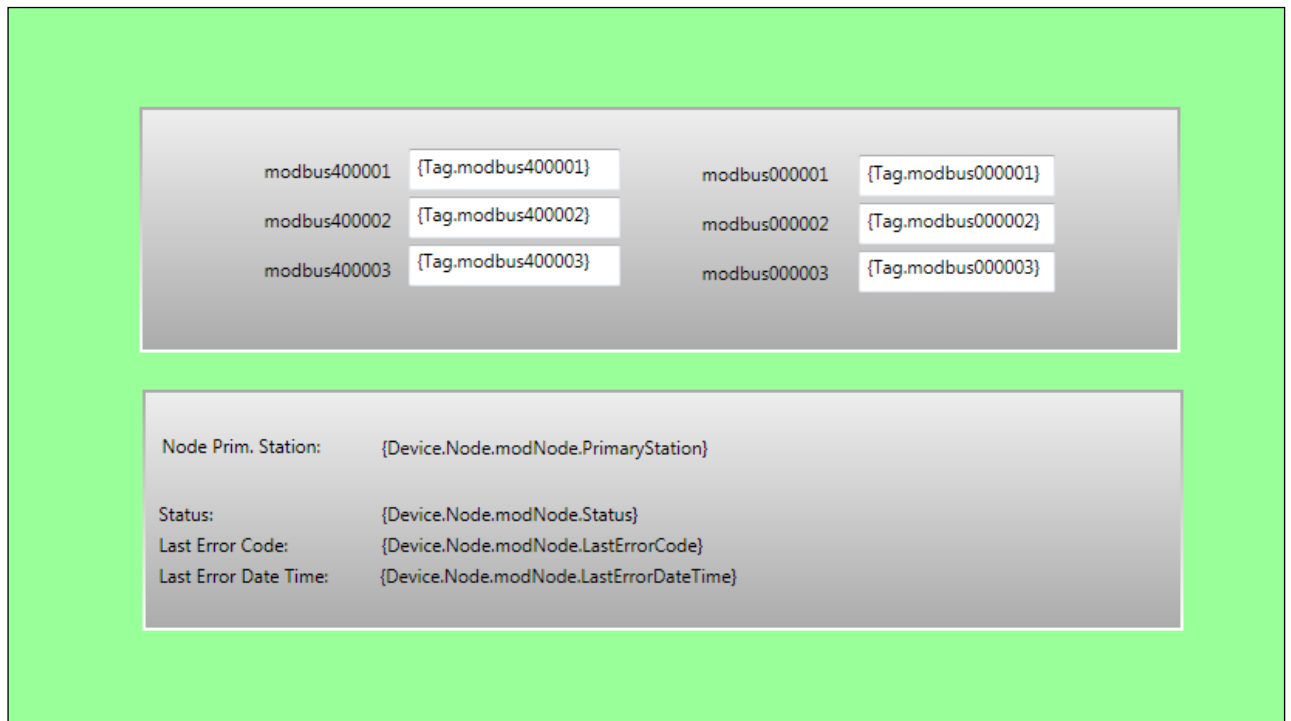 modbus400001 {Tag.modbus400001} modbus000001 {Tag.modbus000001}
modbus400002 {Tag.modbus400002} modbus000002 {Tag.modbus000002}
modbus400003 {Tag.modbus400003} modbus000003 {Tag.modbus000003}
Node Prim. Station: {Device.Node.modNode.PrimaryStation}
Status: {Device.Node.modNode.Status}
Last Error Code: {Device.Node.modNode.LastErrorCode}
Last Error Date Time: {Device.Node.modNode.LastErrorDateTime}